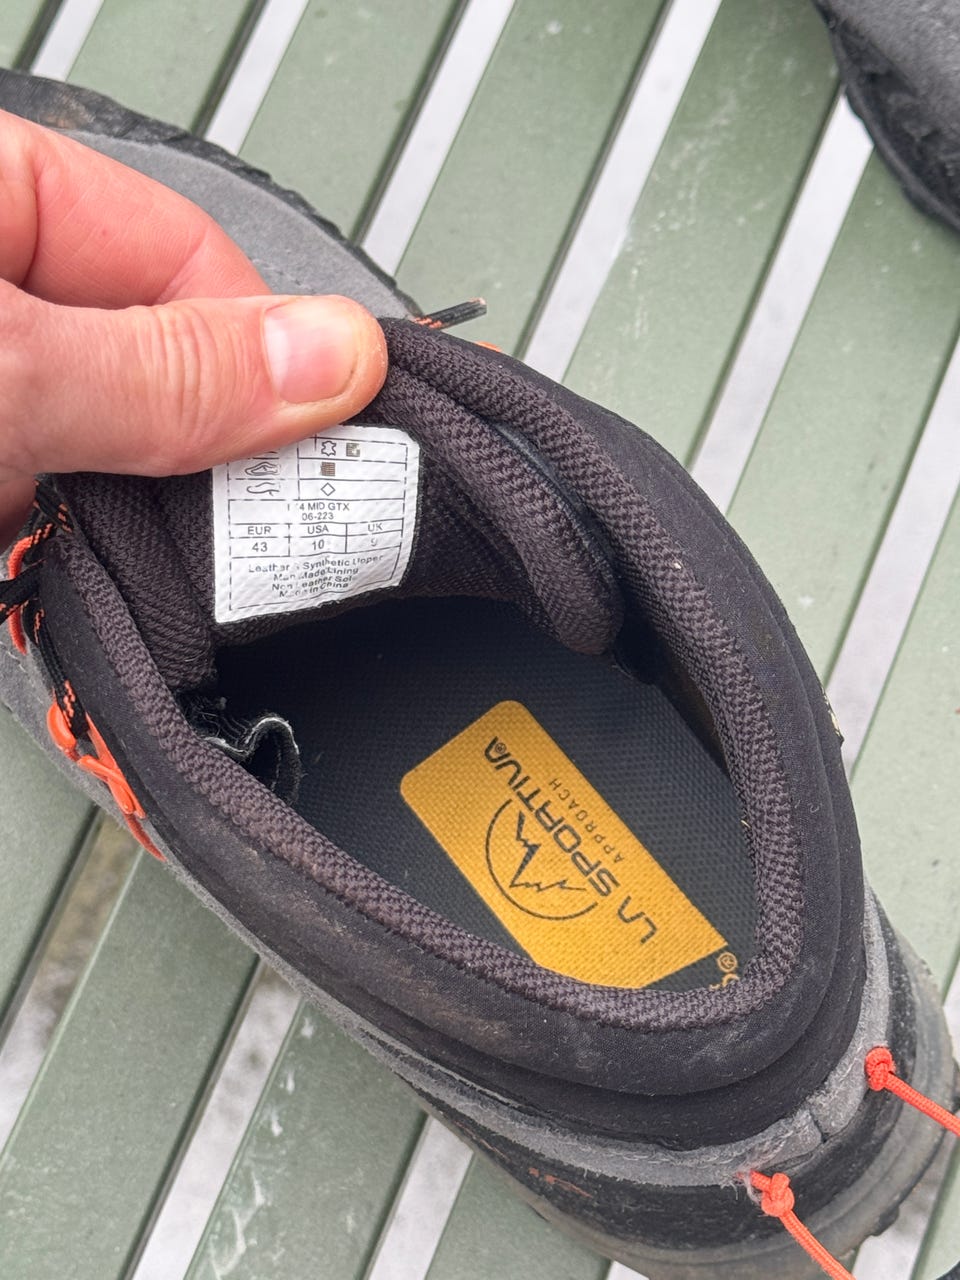 4 MID GTX
06-223
EUR USA UK
43 10 9
Leather & Synthetic Upper
Man Made Lining
Non Leather Sole
Made in China
LA SPORTIVA®
APPROACH